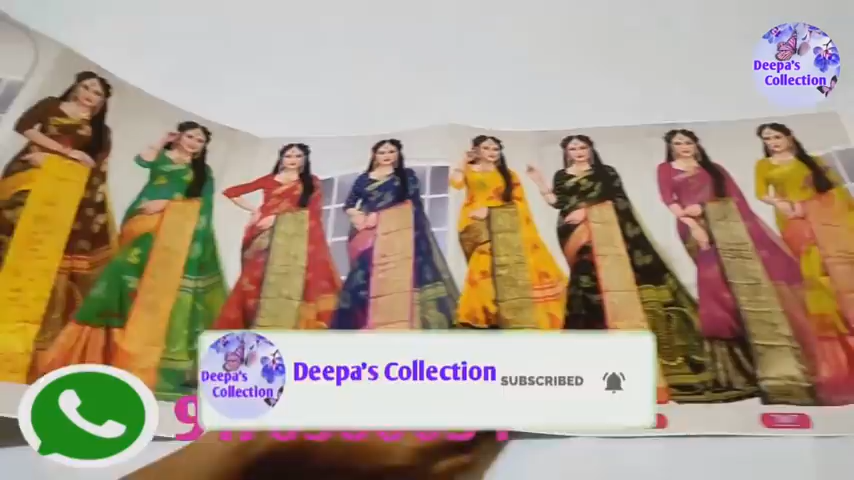 Deepa's
Collection
Deepa's
Collection
Deepa's Collection
SUBSCRIBED